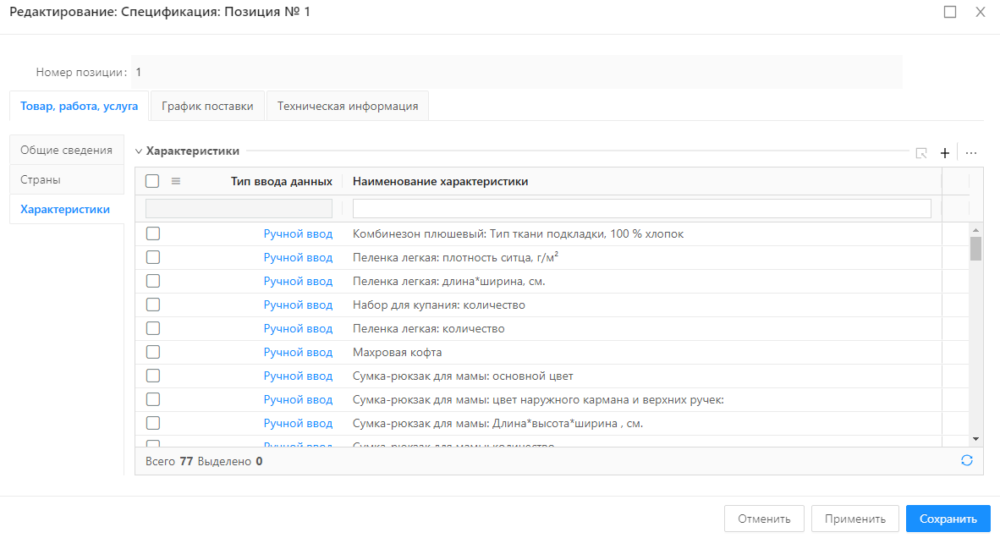 Редактирование: Спецификация: Позиция № 1
Номер позиции: 1
Товар, работа, услуга График поставки Техническая информация
Общие сведения
Страны
Характеристики
Характеристики
Тип ввода данных Наименование характеристики
Ручной ввод Комбинезон плюшевый: Тип ткани подкладки, 100 % хлопок
Ручной ввод Пеленка легкая: плотность ситца, г/м²
Ручной ввод Пеленка легкая: длина*ширина, см.
Ручной ввод Набор для купания: количество
Ручной ввод Пеленка легкая: количество
Ручной ввод Махровая кофта
Ручной ввод Сумка-рюкзак для мамы: основной цвет
Ручной ввод Сумка-рюкзак для мамы: цвет наружного кармана и верхних ручек:
Ручной ввод Сумка-рюкзак для мамы: Длина*высота*ширина , см.
Ручной ввод Сумка-рюкзак для мамы: количество
Всего 77 Выделено 0
Отменить Применить Сохранить